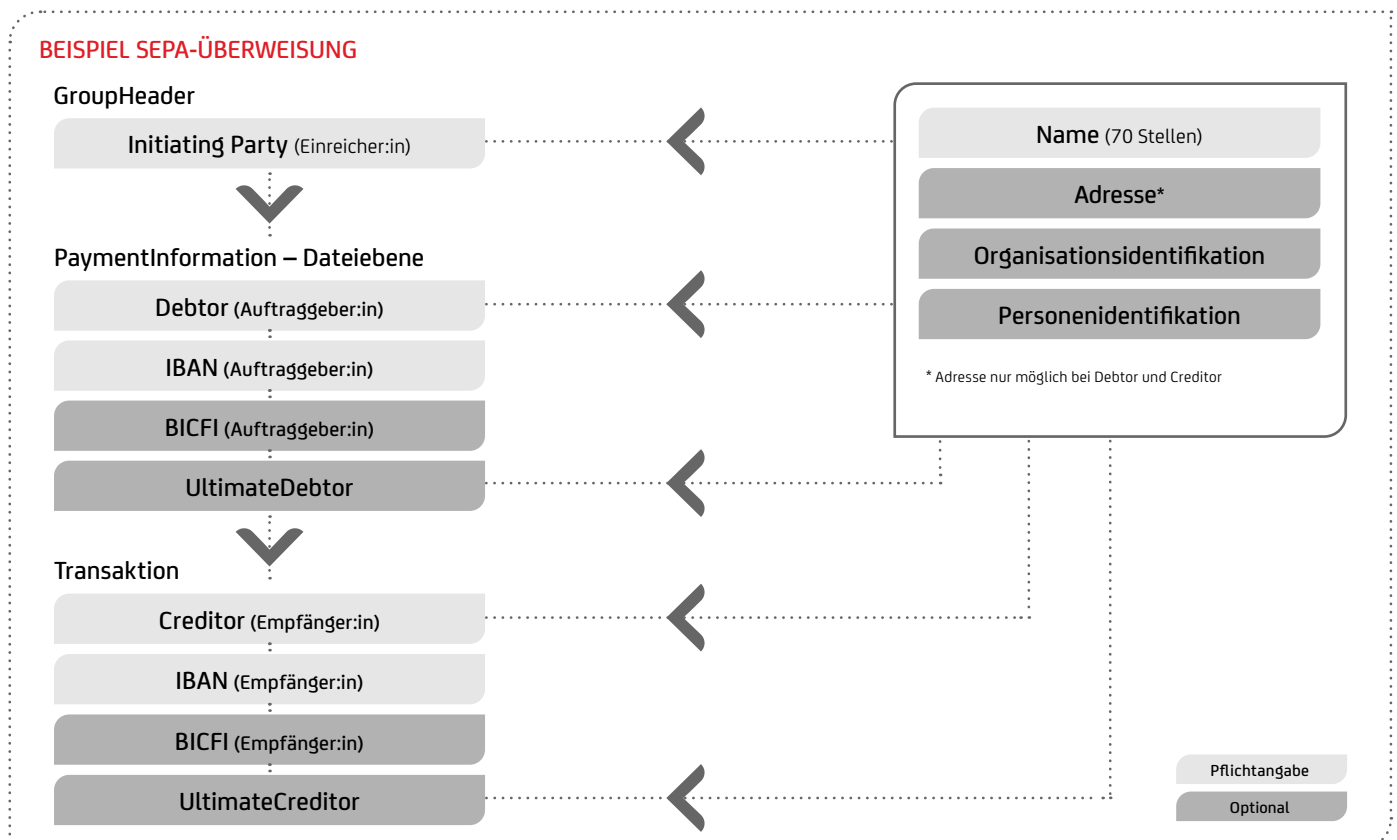 BEISPIEL SEPA-ÜBERWEISUNG
GroupHeader
Initiating Party (Einreicher:in)
PaymentInformation – Dateiebene
Debtor (Auftraggeber:in)
IBAN (Auftraggeber:in)
BICFI (Auftraggeber:in)
UltimateDebtor
Transaktion
Creditor (Empfänger:in)
IBAN (Empfänger:in)
BICFI (Empfänger:in)
UltimateCreditor
Name (70 Stellen)
Adresse*
Organisationsidentifikation
Personenidentifikation
* Adresse nur möglich bei Debtor und Creditor
Pflichtangabe
Optional